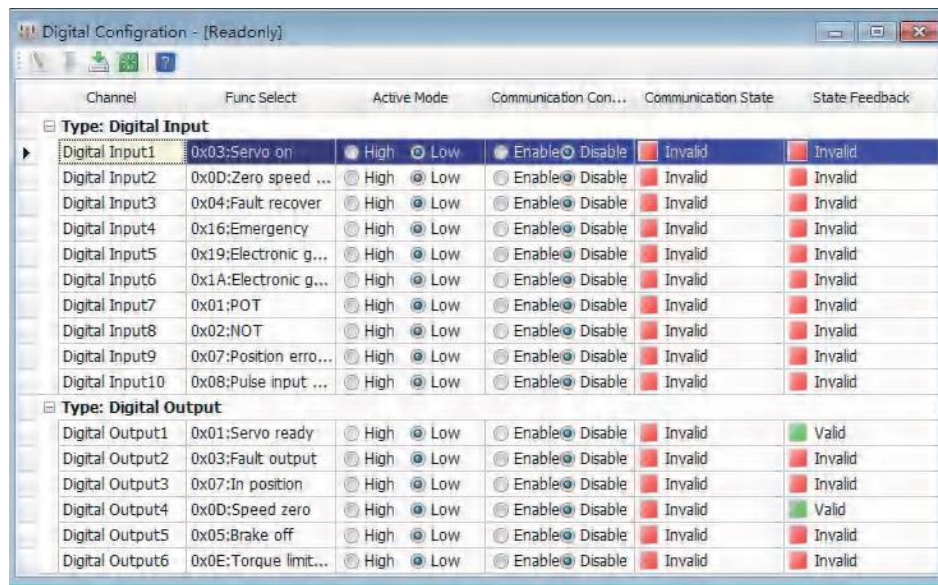 Digital Configration - [Readonly]
?
Channel Func Select Active Mode Communication Con... Communication State State Feedback
Type: Digital Input
Digital Input1 0x03:Servo on High Low Enable Disable Invalid Invalid
Digital Input2 0x0D:Zero speed ... High Low Enable Disable Invalid Invalid
Digital Input3 0x04:Fault recover High Low Enable Disable Invalid Invalid
Digital Input4 0x16:Emergency High Low Enable Disable Invalid Invalid
Digital Input5 0x19:Electronic g... High Low Enable Disable Invalid Invalid
Digital Input6 0x1A:Electronic g... High Low Enable Disable Invalid Invalid
Digital Input7 0x01:POT High Low Enable Disable Invalid Invalid
Digital Input8 0x02:NOT High Low Enable Disable Invalid Invalid
Digital Input9 0x07:Position erro... High Low Enable Disable Invalid Invalid
Digital Input10 0x08:Pulse input ... High Low Enable Disable Invalid Invalid
Type: Digital Output
Digital Output1 0x01:Servo ready High Low Enable Disable Invalid Valid
Digital Output2 0x03:Fault output High Low Enable Disable Invalid Invalid
Digital Output3 0x07:In position High Low Enable Disable Invalid Invalid
Digital Output4 0x0D:Speed zero High Low Enable Disable Invalid Valid
Digital Output5 0x05:Brake off High Low Enable Disable Invalid Invalid
Digital Output6 0x0E:Torque limit... High Low Enable Disable Invalid Invalid